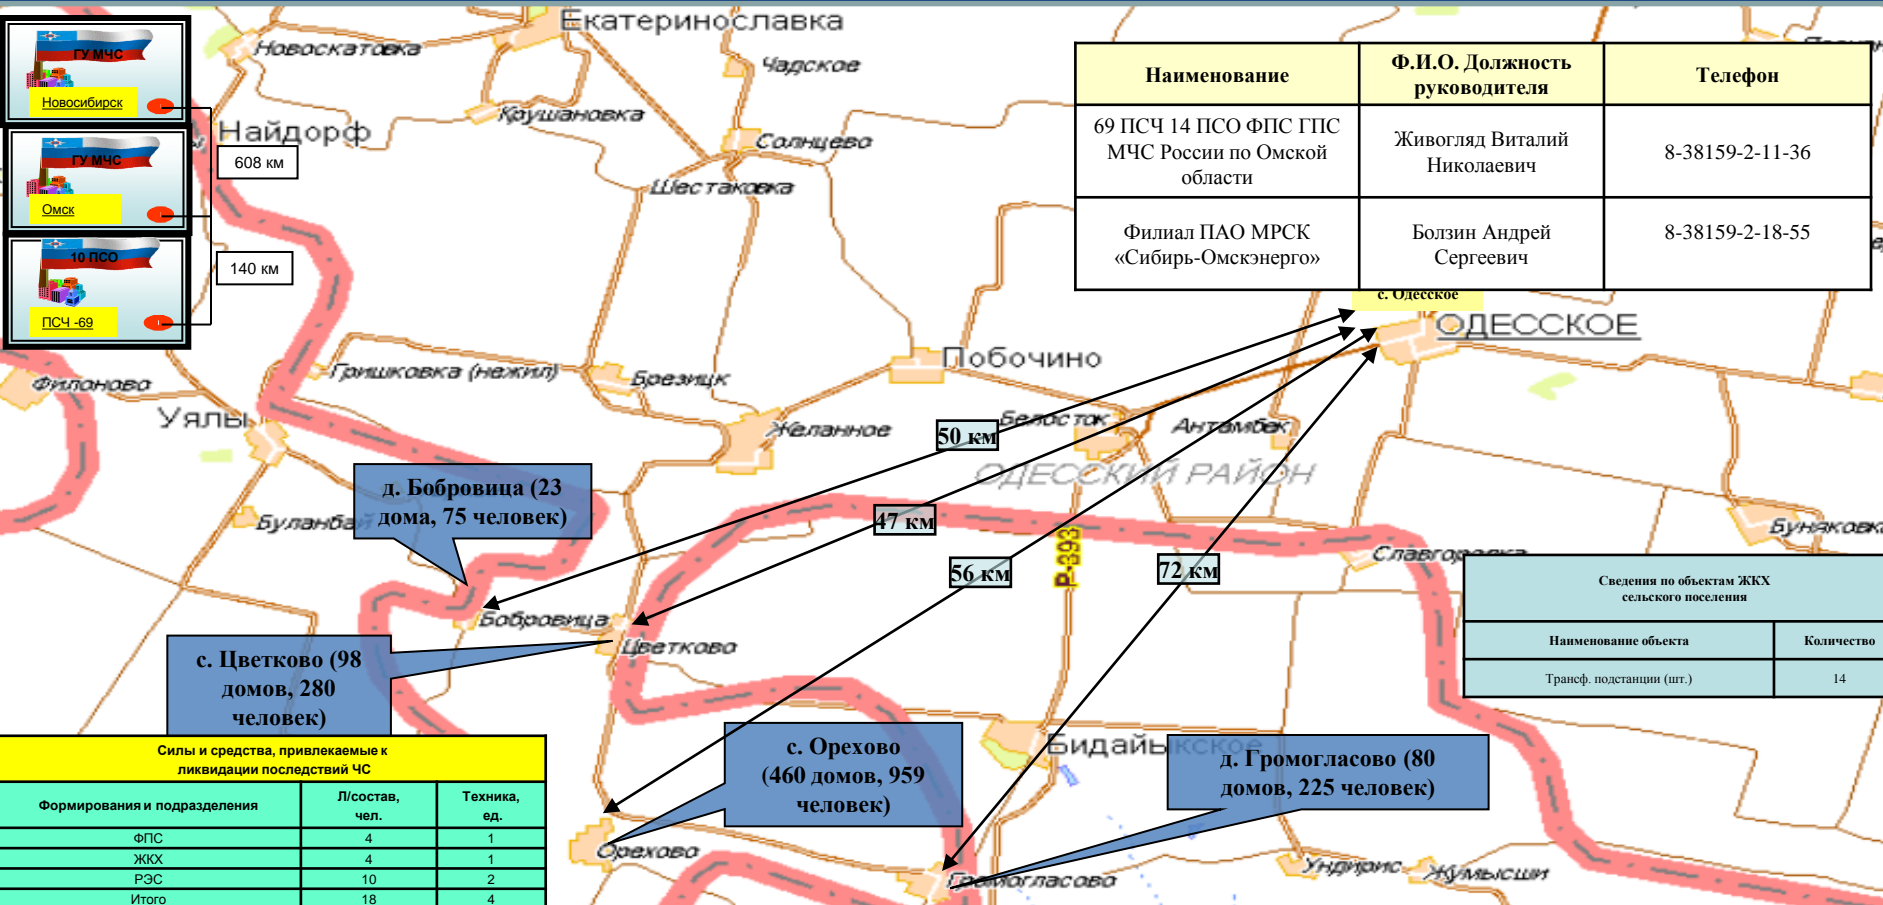 Екатеринославка
Новоскатовка
Чадское
Крушановка
Найдорф
Солнцево
Шестаковка
ГУ МЧС
Новосибирск
608 км
ГУ МЧС
Омск
140 км
10 ПСО
ПСЧ -69
Наименование
Ф.И.О. Должность
руководителя
Телефон
69 ПСЧ 14 ПСО ФПС ГПС
МЧС России по Омской
области
Живогляд Виталий
Николаевич
8-38159-2-11-36
Филиал ПАО МРСК
«Сибирь-Омскэнерго»
Болзин Андрей
Сергеевич
8-38159-2-18-55
с. Одесское
ОДЕССКОЕ
Побочино
Филоново
Гришковка (нежил)
Брезицк
Уялы
Желанное
Белосток
Антамбек
50 км
ОДЕССКИЙ РАЙОН
д. Бобровица (23
дома, 75 человек)
Буланбай
47 км
Буняковка
Славгородка
56 км
Р-393
72 км
Сведения по объектам ЖКХ
сельского поселения
Наименование объекта
Количество
Трансф. подстанции (шт.)
14
Бобровица
Цветково
с. Цветково (98
домов, 280
человек)
с. Орехово
(460 домов, 959
человек)
Бидайыкское
д. Громогласово (80
домов, 225 человек)
Силы и средства, привлекаемые к
ликвидации последствий ЧС
Формирования и подразделения
Л/состав,
чел.
Техника,
ед.
ФПС 4 1
ЖКХ 4 1
РЭС 10 2
Итого 18 4
Орехово
Громогласово
Ундирис
Жумысши